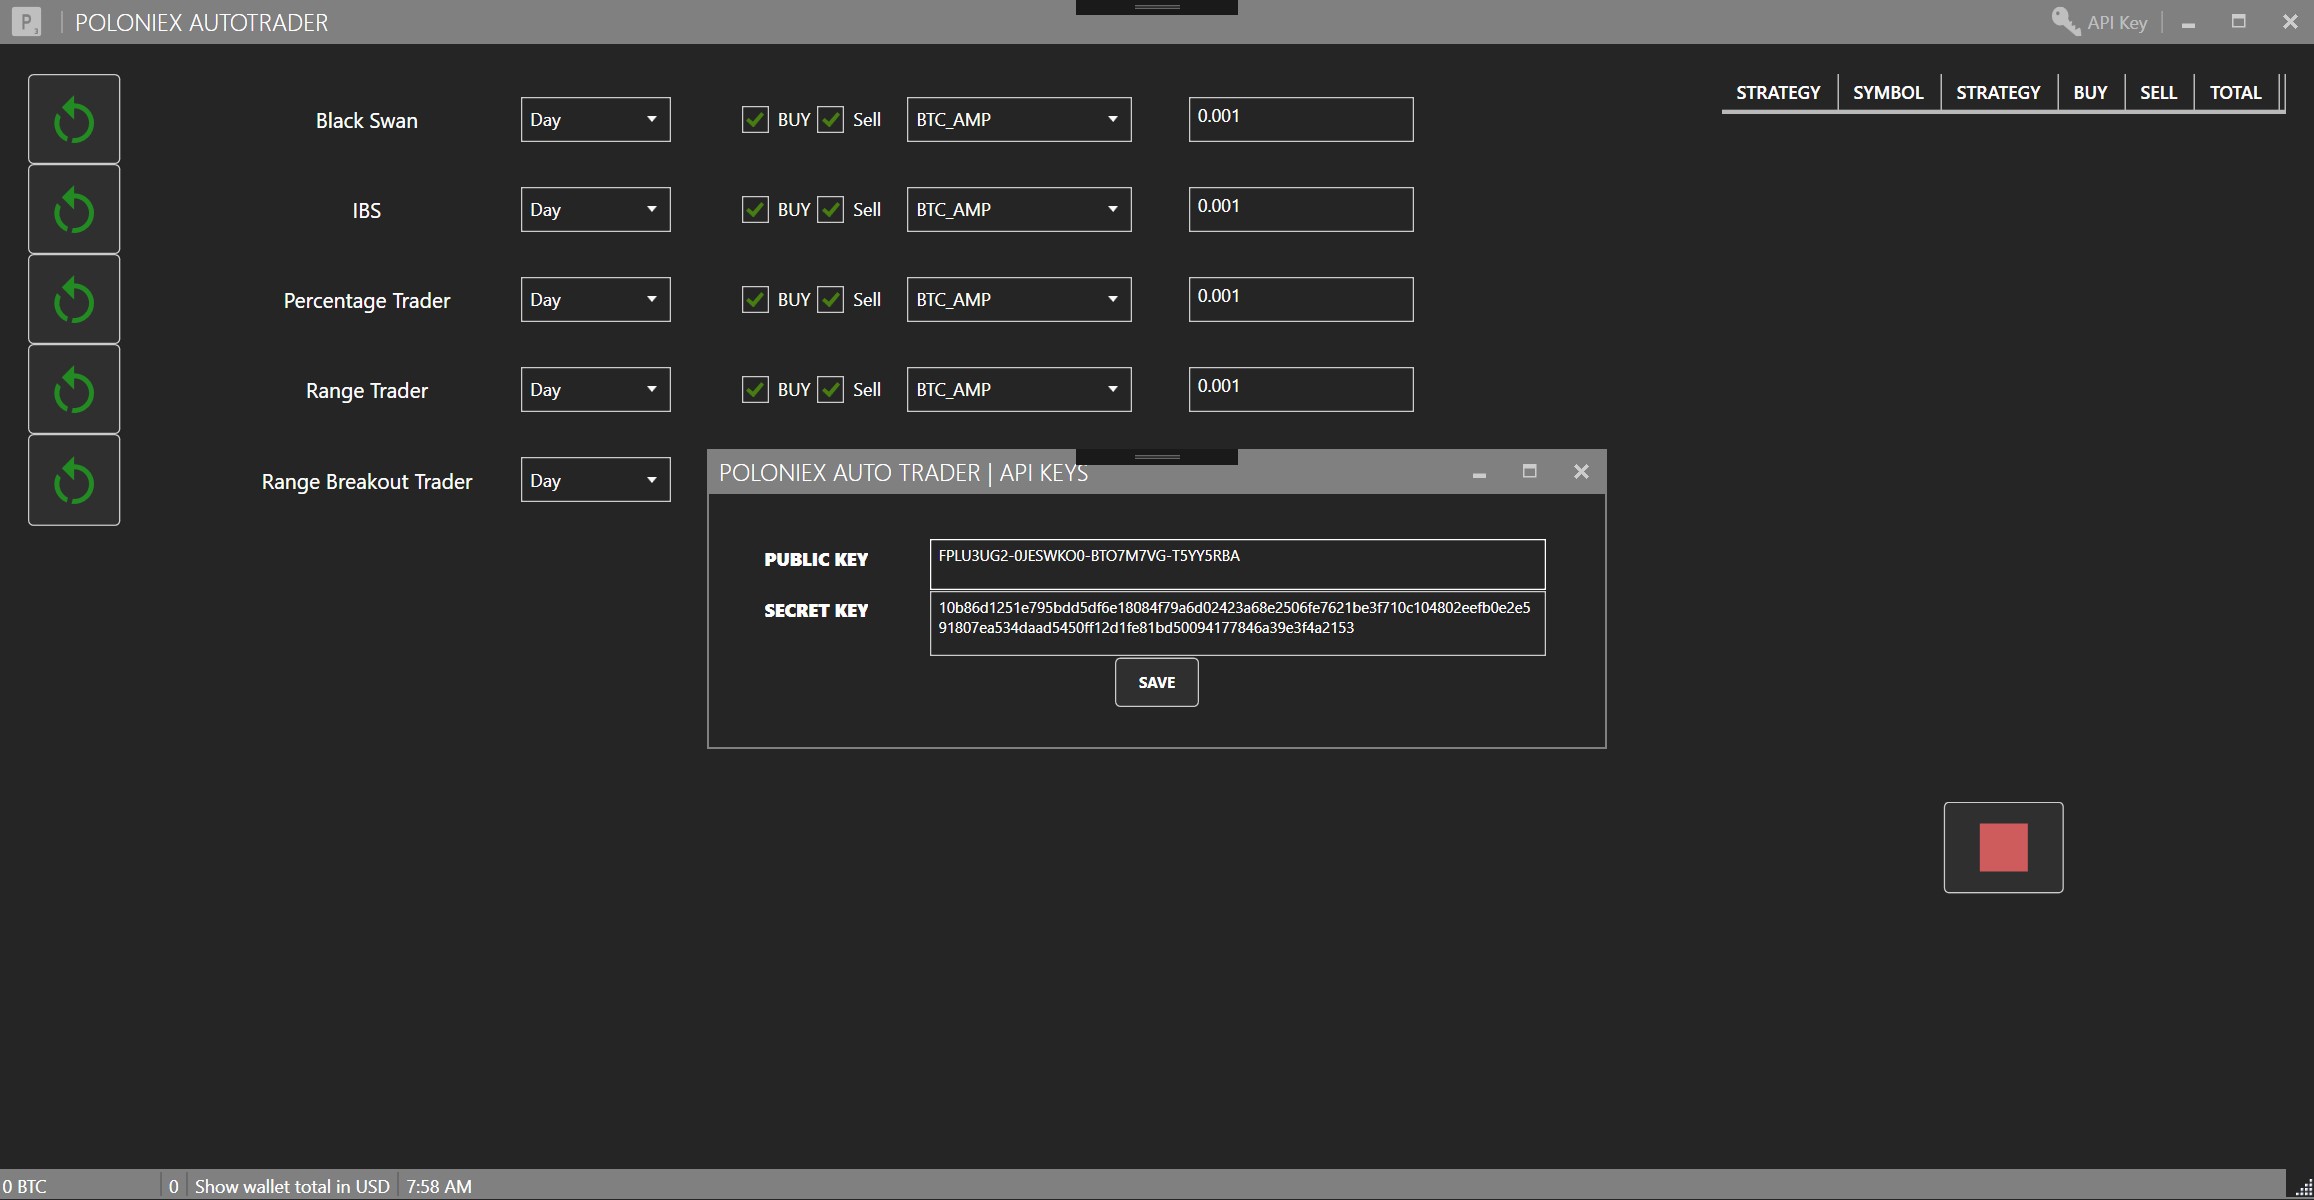 POLONIEX AUTOTRADER
API Key
STRATEGY SYMBOL STRATEGY BUY SELL TOTAL
Black Swan Day BUY Sell BTC_AMP 0.001
IBS Day BUY Sell BTC_AMP 0.001
Percentage Trader Day BUY Sell BTC_AMP 0.001
Range Trader Day BUY Sell BTC_AMP 0.001
Range Breakout Trader Day
POLONIEX AUTO TRADER | API KEYS
PUBLIC KEY FPLU3UG2-0JESWKO0-BTO7M7VG-T5YY5RBA
SECRET KEY 10b86d1251e795bdd5df6e18084f79a6d02423a68e2506fe7621be3f710c104802eefb0e2e5
91807ea534daad5450ff12d1fe81bd50094177846a39e3f4a2153
SAVE
0 BTC 0 Show wallet total in USD 7:58 AM